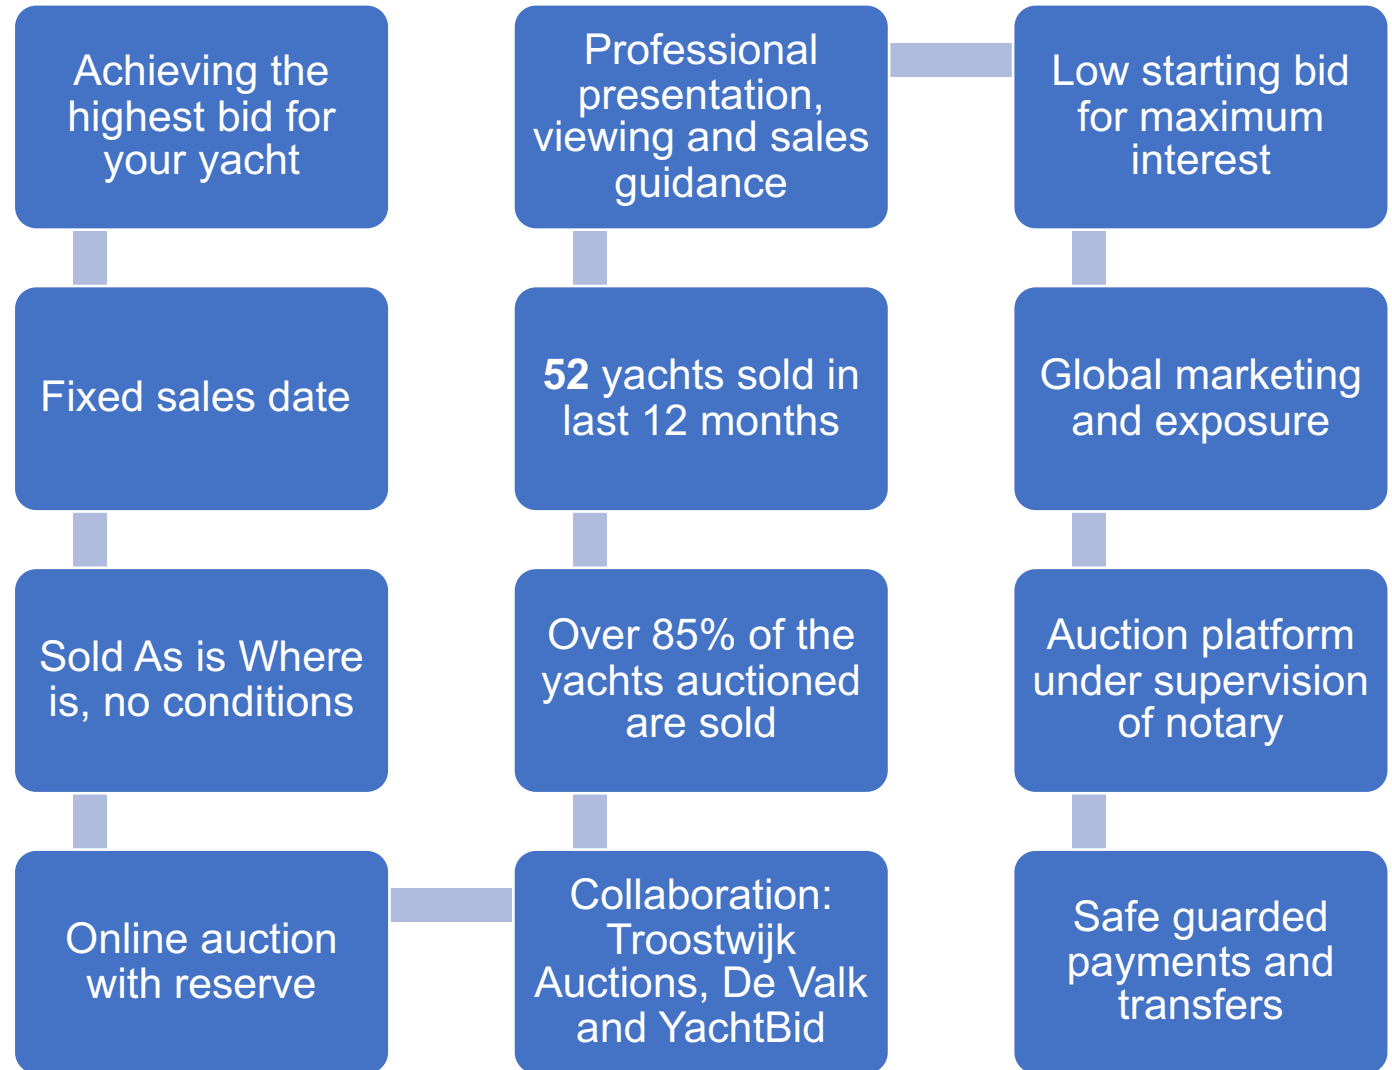 Achieving the
highest bid for
your yacht
Fixed sales date
Sold As is Where
is, no conditions
Online auction
with reserve
Collaboration:
Troostwijk
Auctions, De Valk
and YachtBid
Over 85% of the
yachts auctioned
are sold
52 yachts sold in
last 12 months
Professional
presentation,
viewing and sales
guidance
Low starting bid
for maximum
interest
Global marketing
and exposure
Auction platform
under supervision
of notary
Safe guarded
payments and
transfers